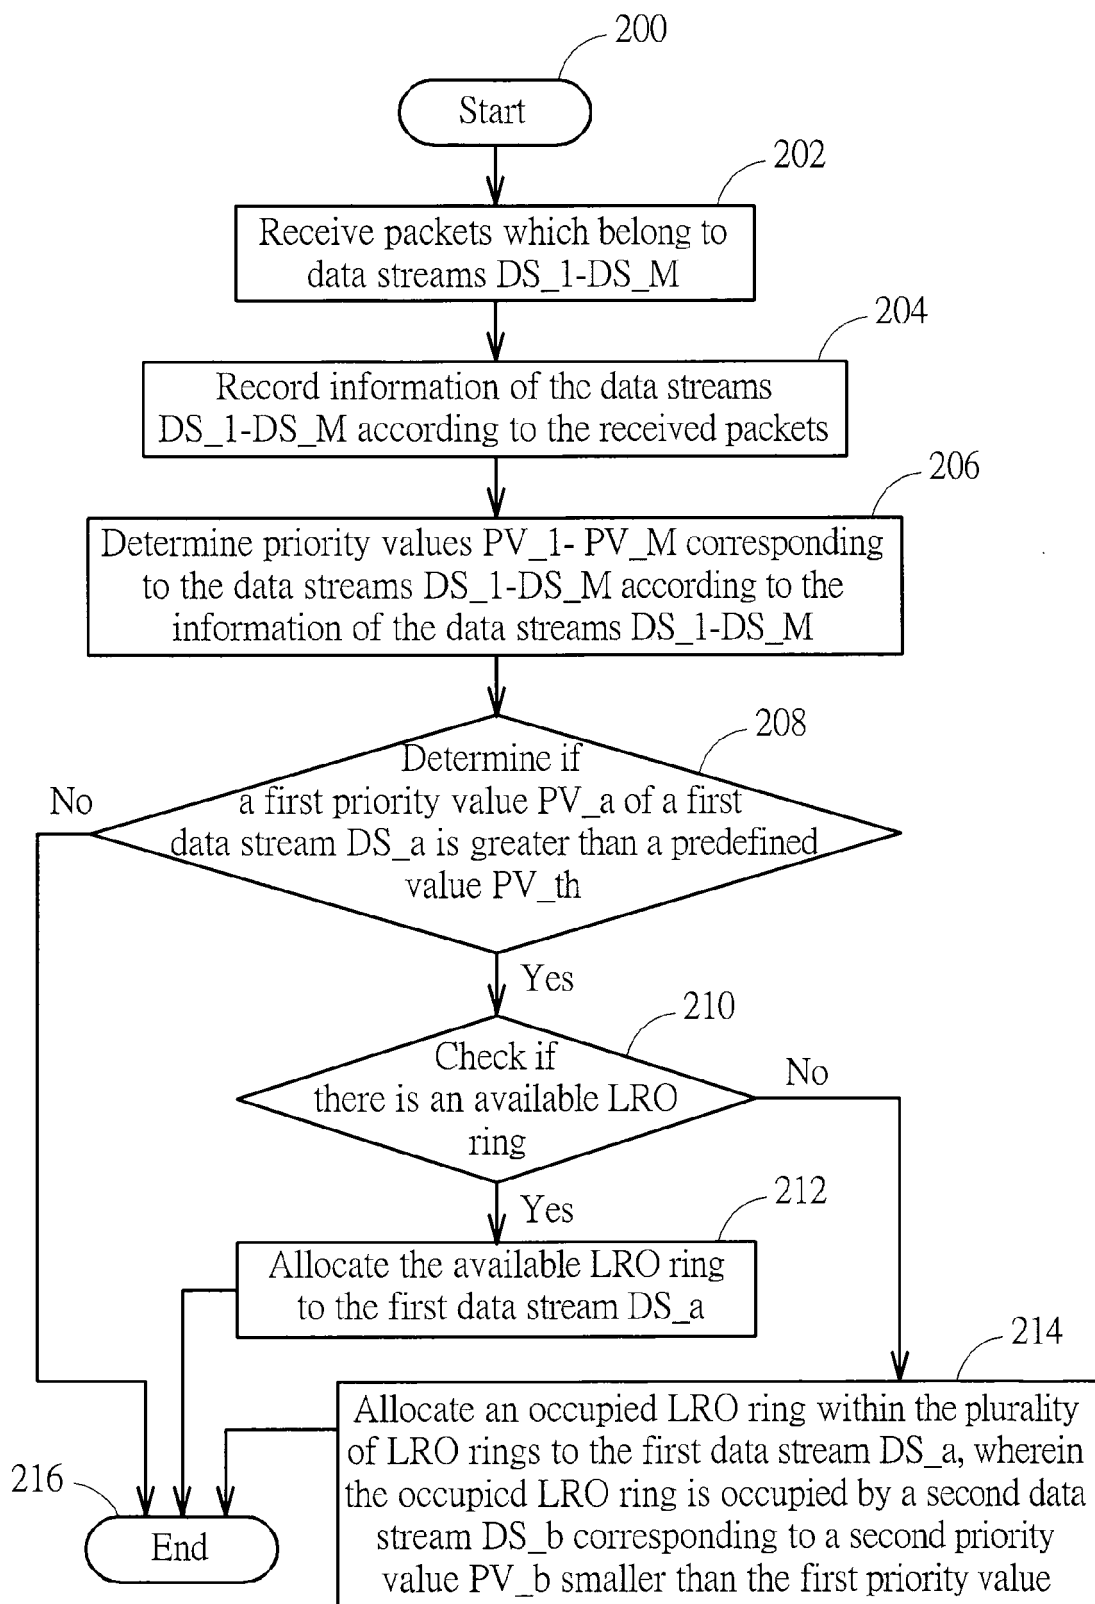 200
Start
202
Receive packets which belong to
data streams DS_1-DS_M
204
Record information of the data streams
DS_1-DS_M according to the received packets
206
Determine priority values PV_1- PV_M corresponding
to the data streams DS_1-DS_M according to the
information of the data streams DS_1-DS_M
208
Determine if
a first priority value PV_a of a first
data stream DS_a is greater than a predefined
value PV_th
No
Yes
210
Check if
there is an available LRO
ring
No
Yes
212
Allocate the available LRO ring
to the first data stream DS_a
214
Allocate an occupied LRO ring within the plurality
of LRO rings to the first data stream DS_a, wherein
the occupied LRO ring is occupied by a second data
stream DS_b corresponding to a second priority
value PV_b smaller than the first priority value
216
End